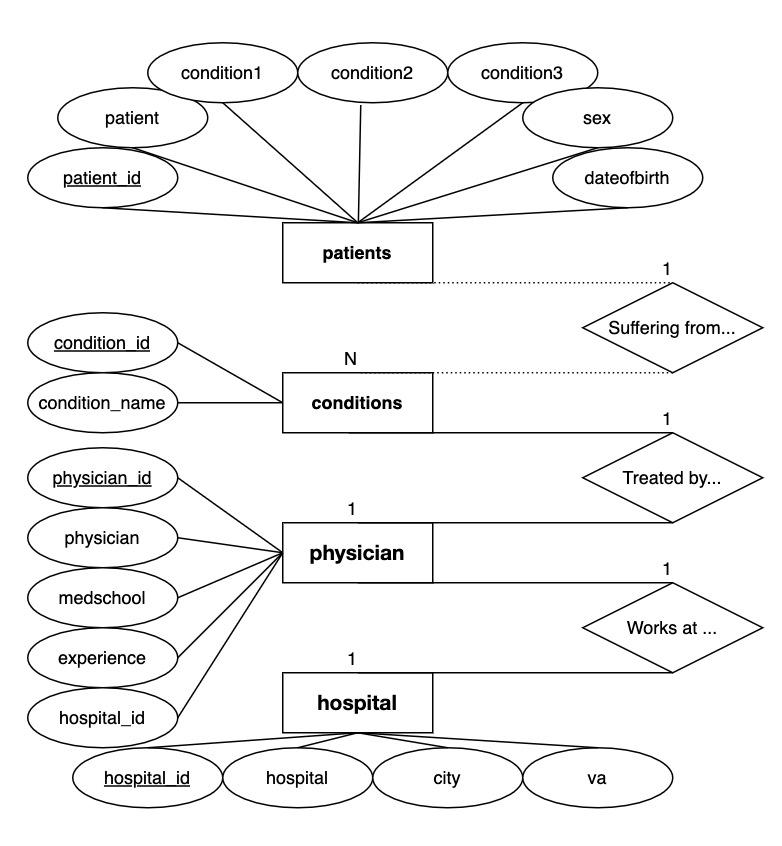 condition1
condition2
condition3
patient
sex
patient_id
dateofbirth
patients
1
Suffering from...
condition_id
N
condition_name
conditions
1
physician_id
Treated by...
1
physician
physician
1
medschool
Works at ...
experience
1
hospital_id
hospital
hospital_id
hospital
city
va